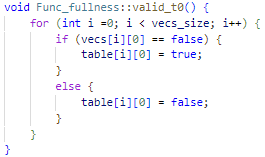 void Func_fullness::valid_t0() {
    for (int i =0; i < vecs_size; i++) {
        if (vecs[i][0] == false) {
            table[i][0] = true;
        }
        else {
            table[i][0] = false;
        }
    }
}